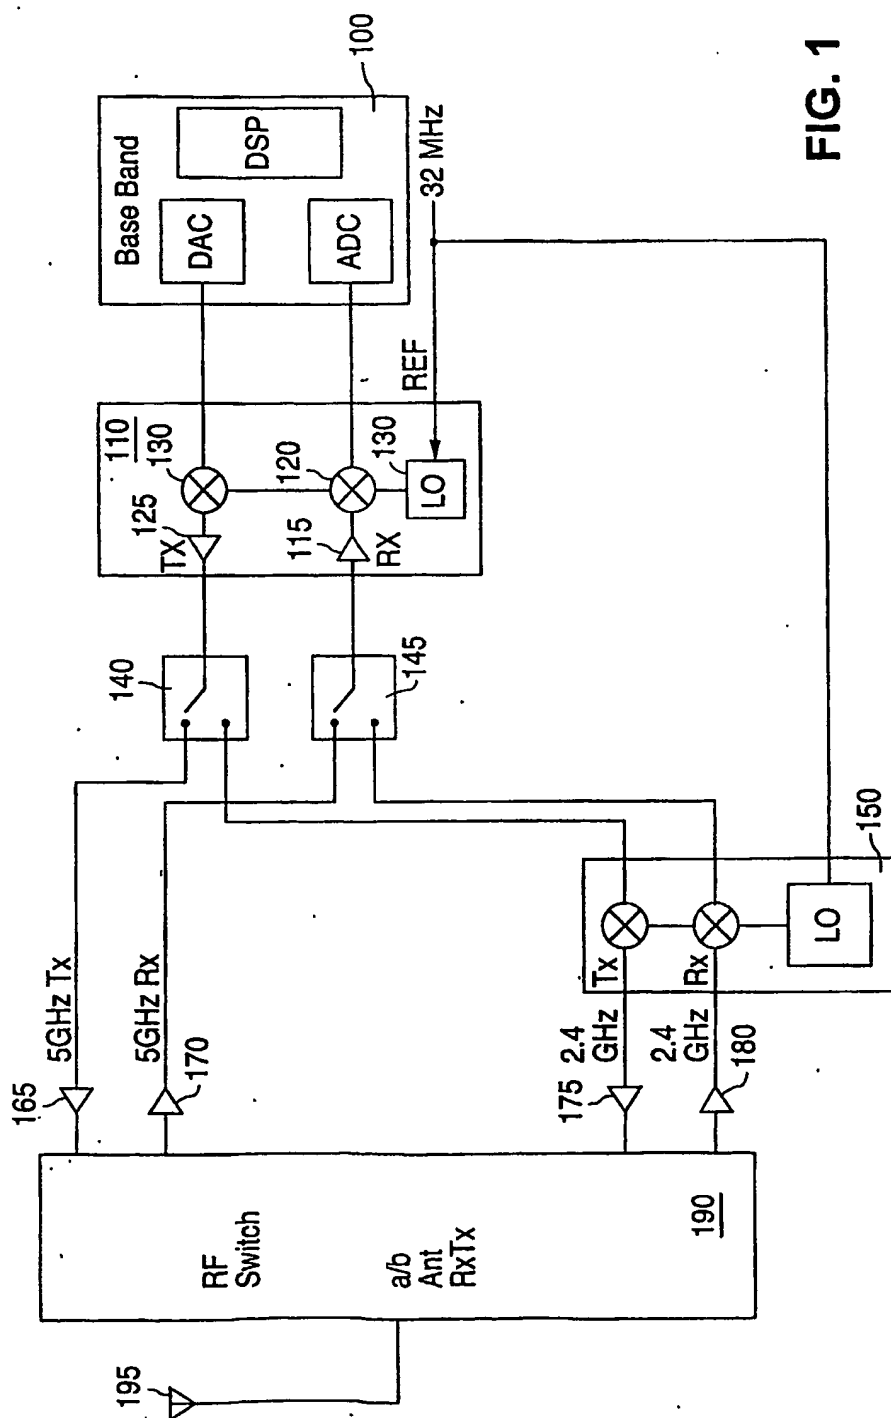 195
RF
Switch
a/b
Ant
RxTx
190
165
5GHz Tx
5GHz Rx
170
2.4
GHz
Tx
175
2.4
GHz
Rx
180
LO
150
140
145
110
130
125
TX
120
115
RX
130
LO
REF
32 MHz
Base Band
DAC
DSP
ADC
100
FIG. 1